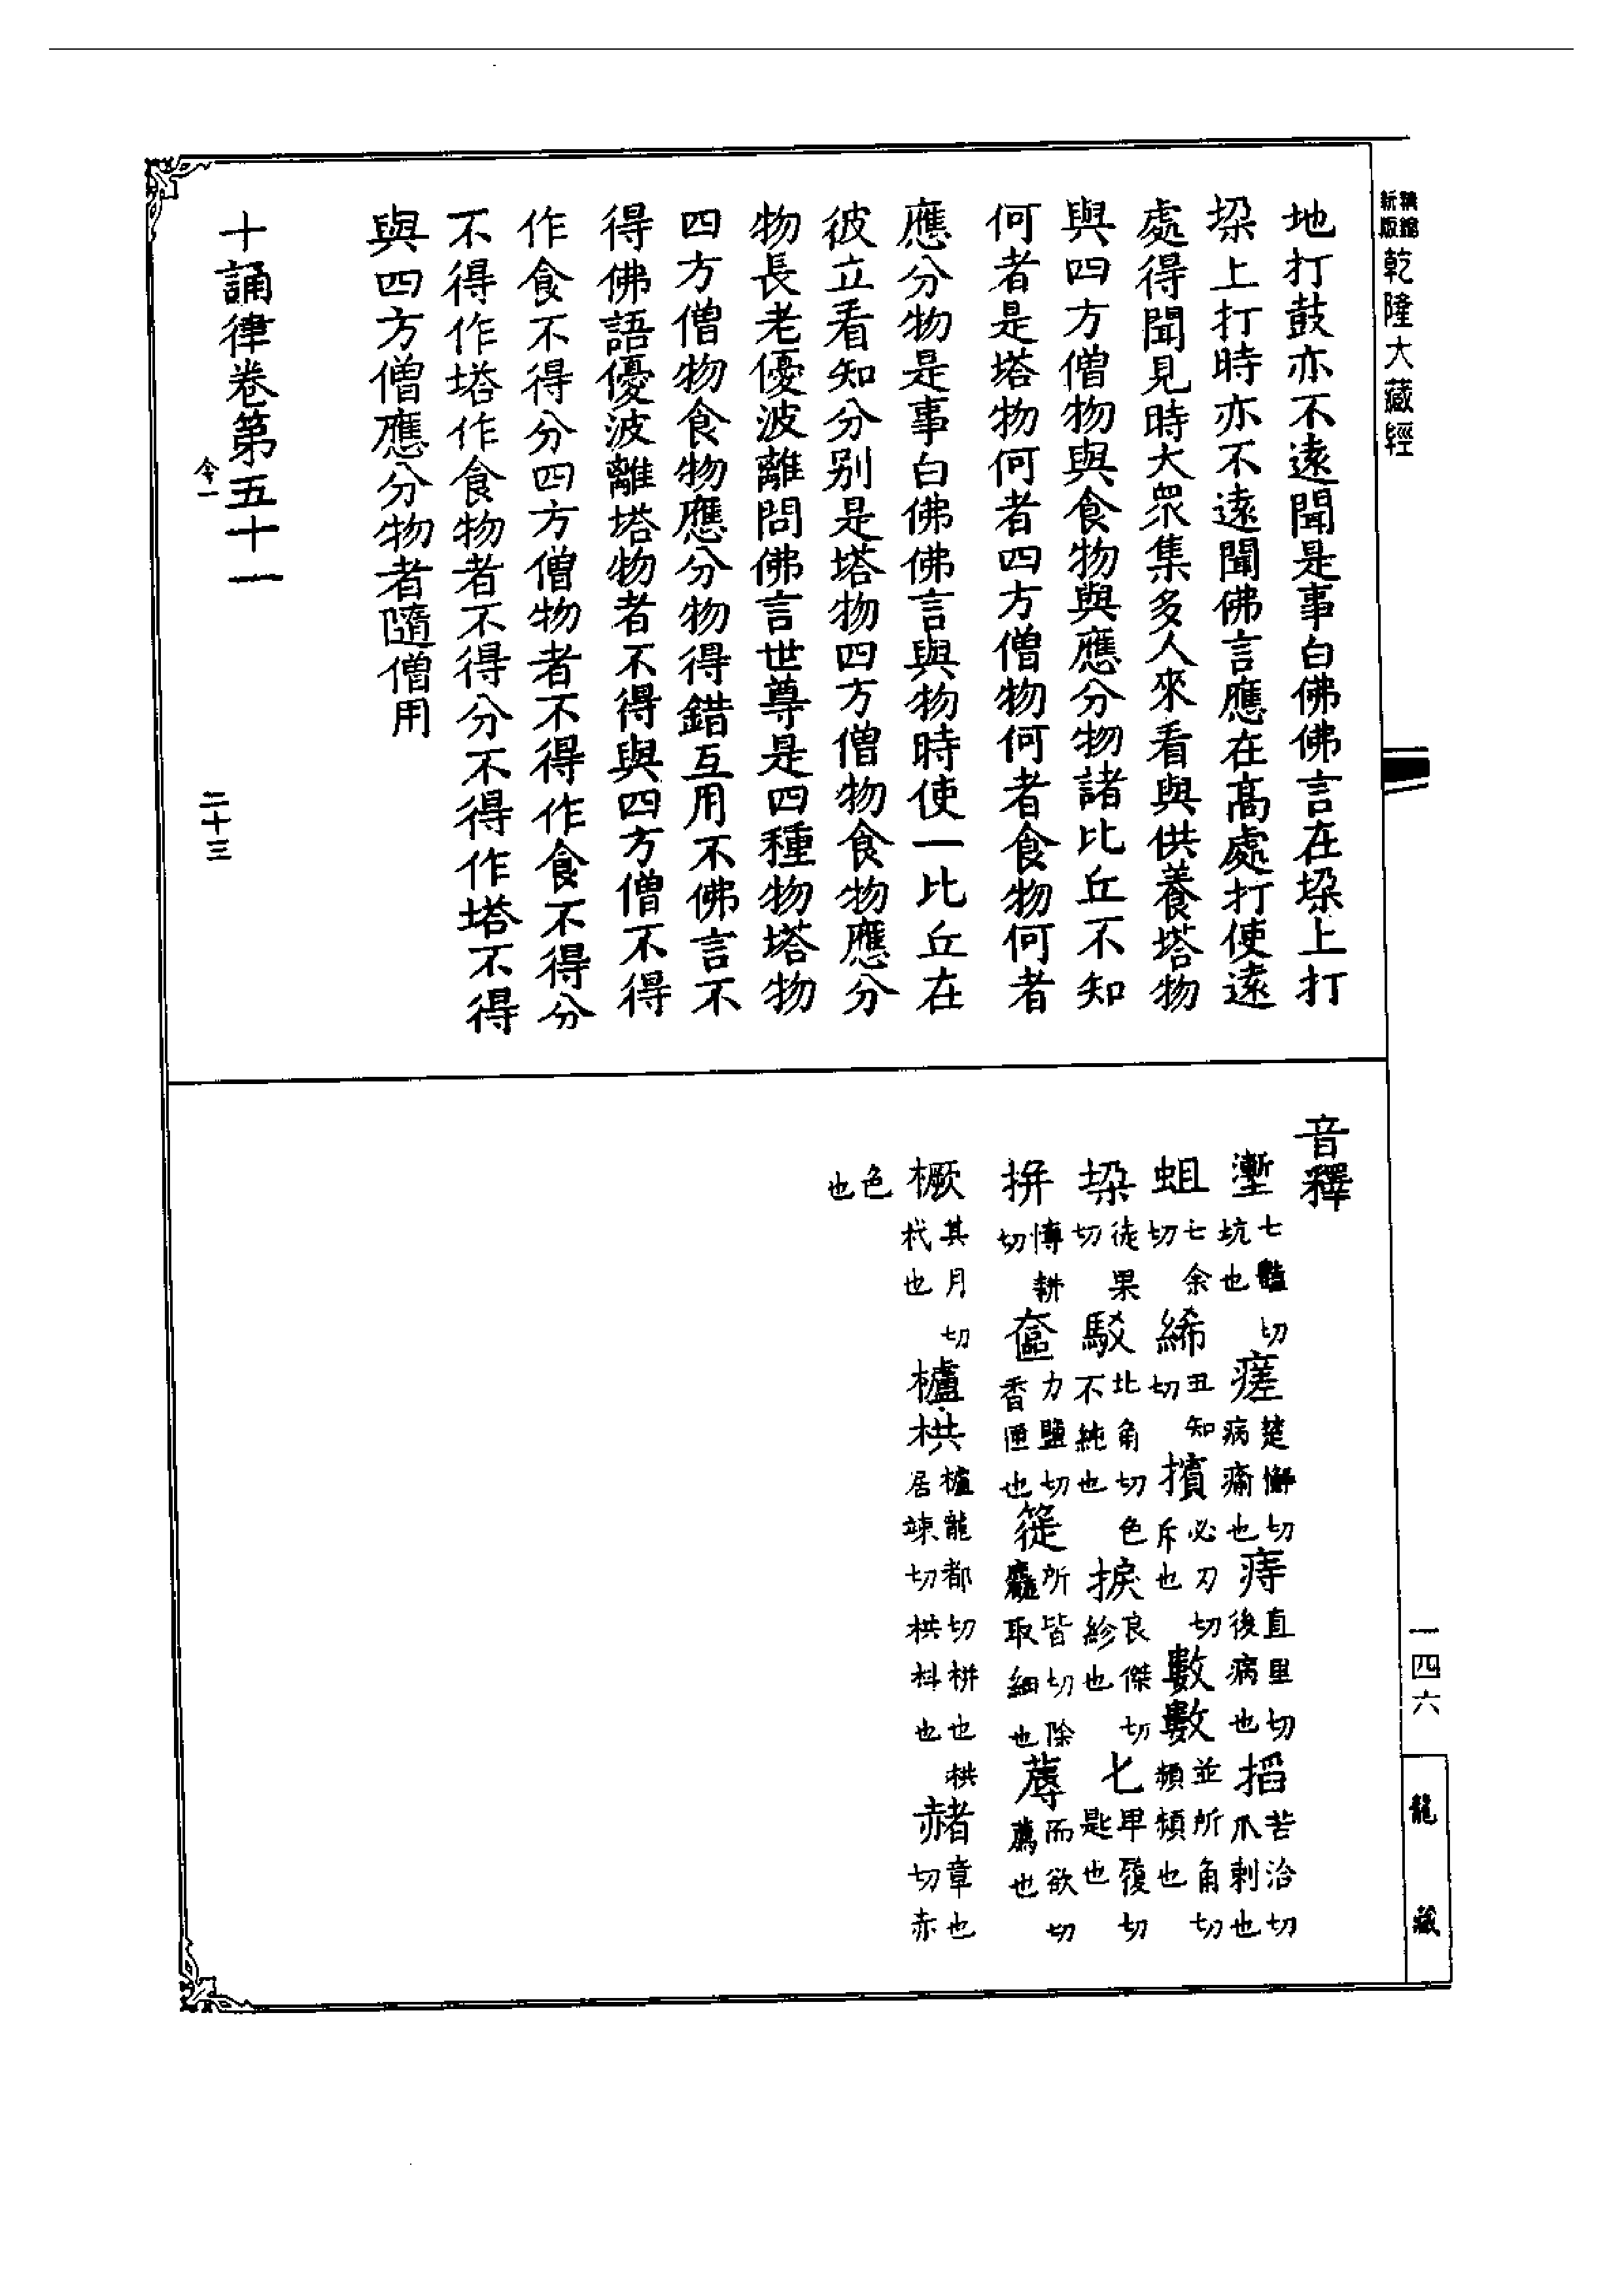 新版
乾隆大藏經
地打鼓亦不遠聞是事白佛佛言在垜上打
垜上打時亦不遠聞佛言應在高處打使遠
處得聞見時大衆集多人來看與供養塔物
與四方僧物與食物與應分物諸比丘不知
何者是塔物何者四方僧物何者食物何者
應分物是事白佛佛言與物時使一比丘在
彼立看知分别是塔物四方僧物食物應分
物長老優波離問佛言世尊是四種物塔物
四方僧物食物應分物得錯互用不佛言不
得佛語優波離塔物者不得與四方僧不得
作食不得分四方僧物者不得作食不得分
不得作塔作食物者不得分不得作塔不得
與四方僧應分物者隨僧用
十誦律卷第五十一
令一
二十三
音釋
壍七豔切坑也瘥楚懈切病瘉也痔直里切後病也搯苦洽切爪刺也
蛆七余切絺丑知切擯必刃切斥也數數並所角切頻頻也
垜徒果切駁北角切色不純也捩良傑切紾也匕卑履切匙也
拼博耕切奩力鹽切香匣也簁所皆切除麤取細也蓐而欲切薦也
橛其月切杙也櫨栱櫨龍都切枅也栱居竦切栱枓也赭章也切赤
色也
一四六
龍藏